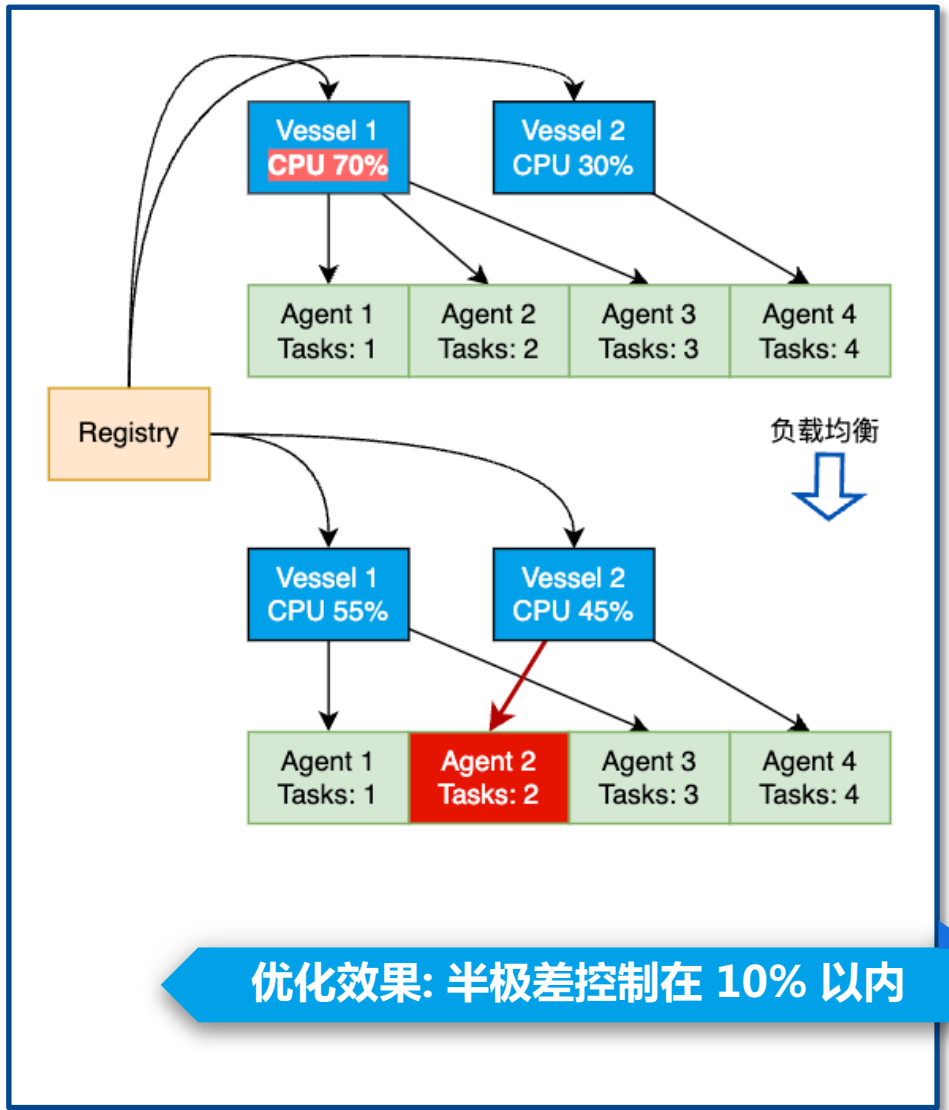 Vessel 1
CPU 70%
Vessel 2
CPU 30%
Agent 1
Tasks: 1
Agent 2
Tasks: 2
Agent 3
Tasks: 3
Agent 4
Tasks: 4
Registry
负载均衡
Vessel 1
CPU 55%
Vessel 2
CPU 45%
Agent 1
Tasks: 1
Agent 2
Tasks: 2
Agent 3
Tasks: 3
Agent 4
Tasks: 4
优化效果: 半极差控制在 10% 以内